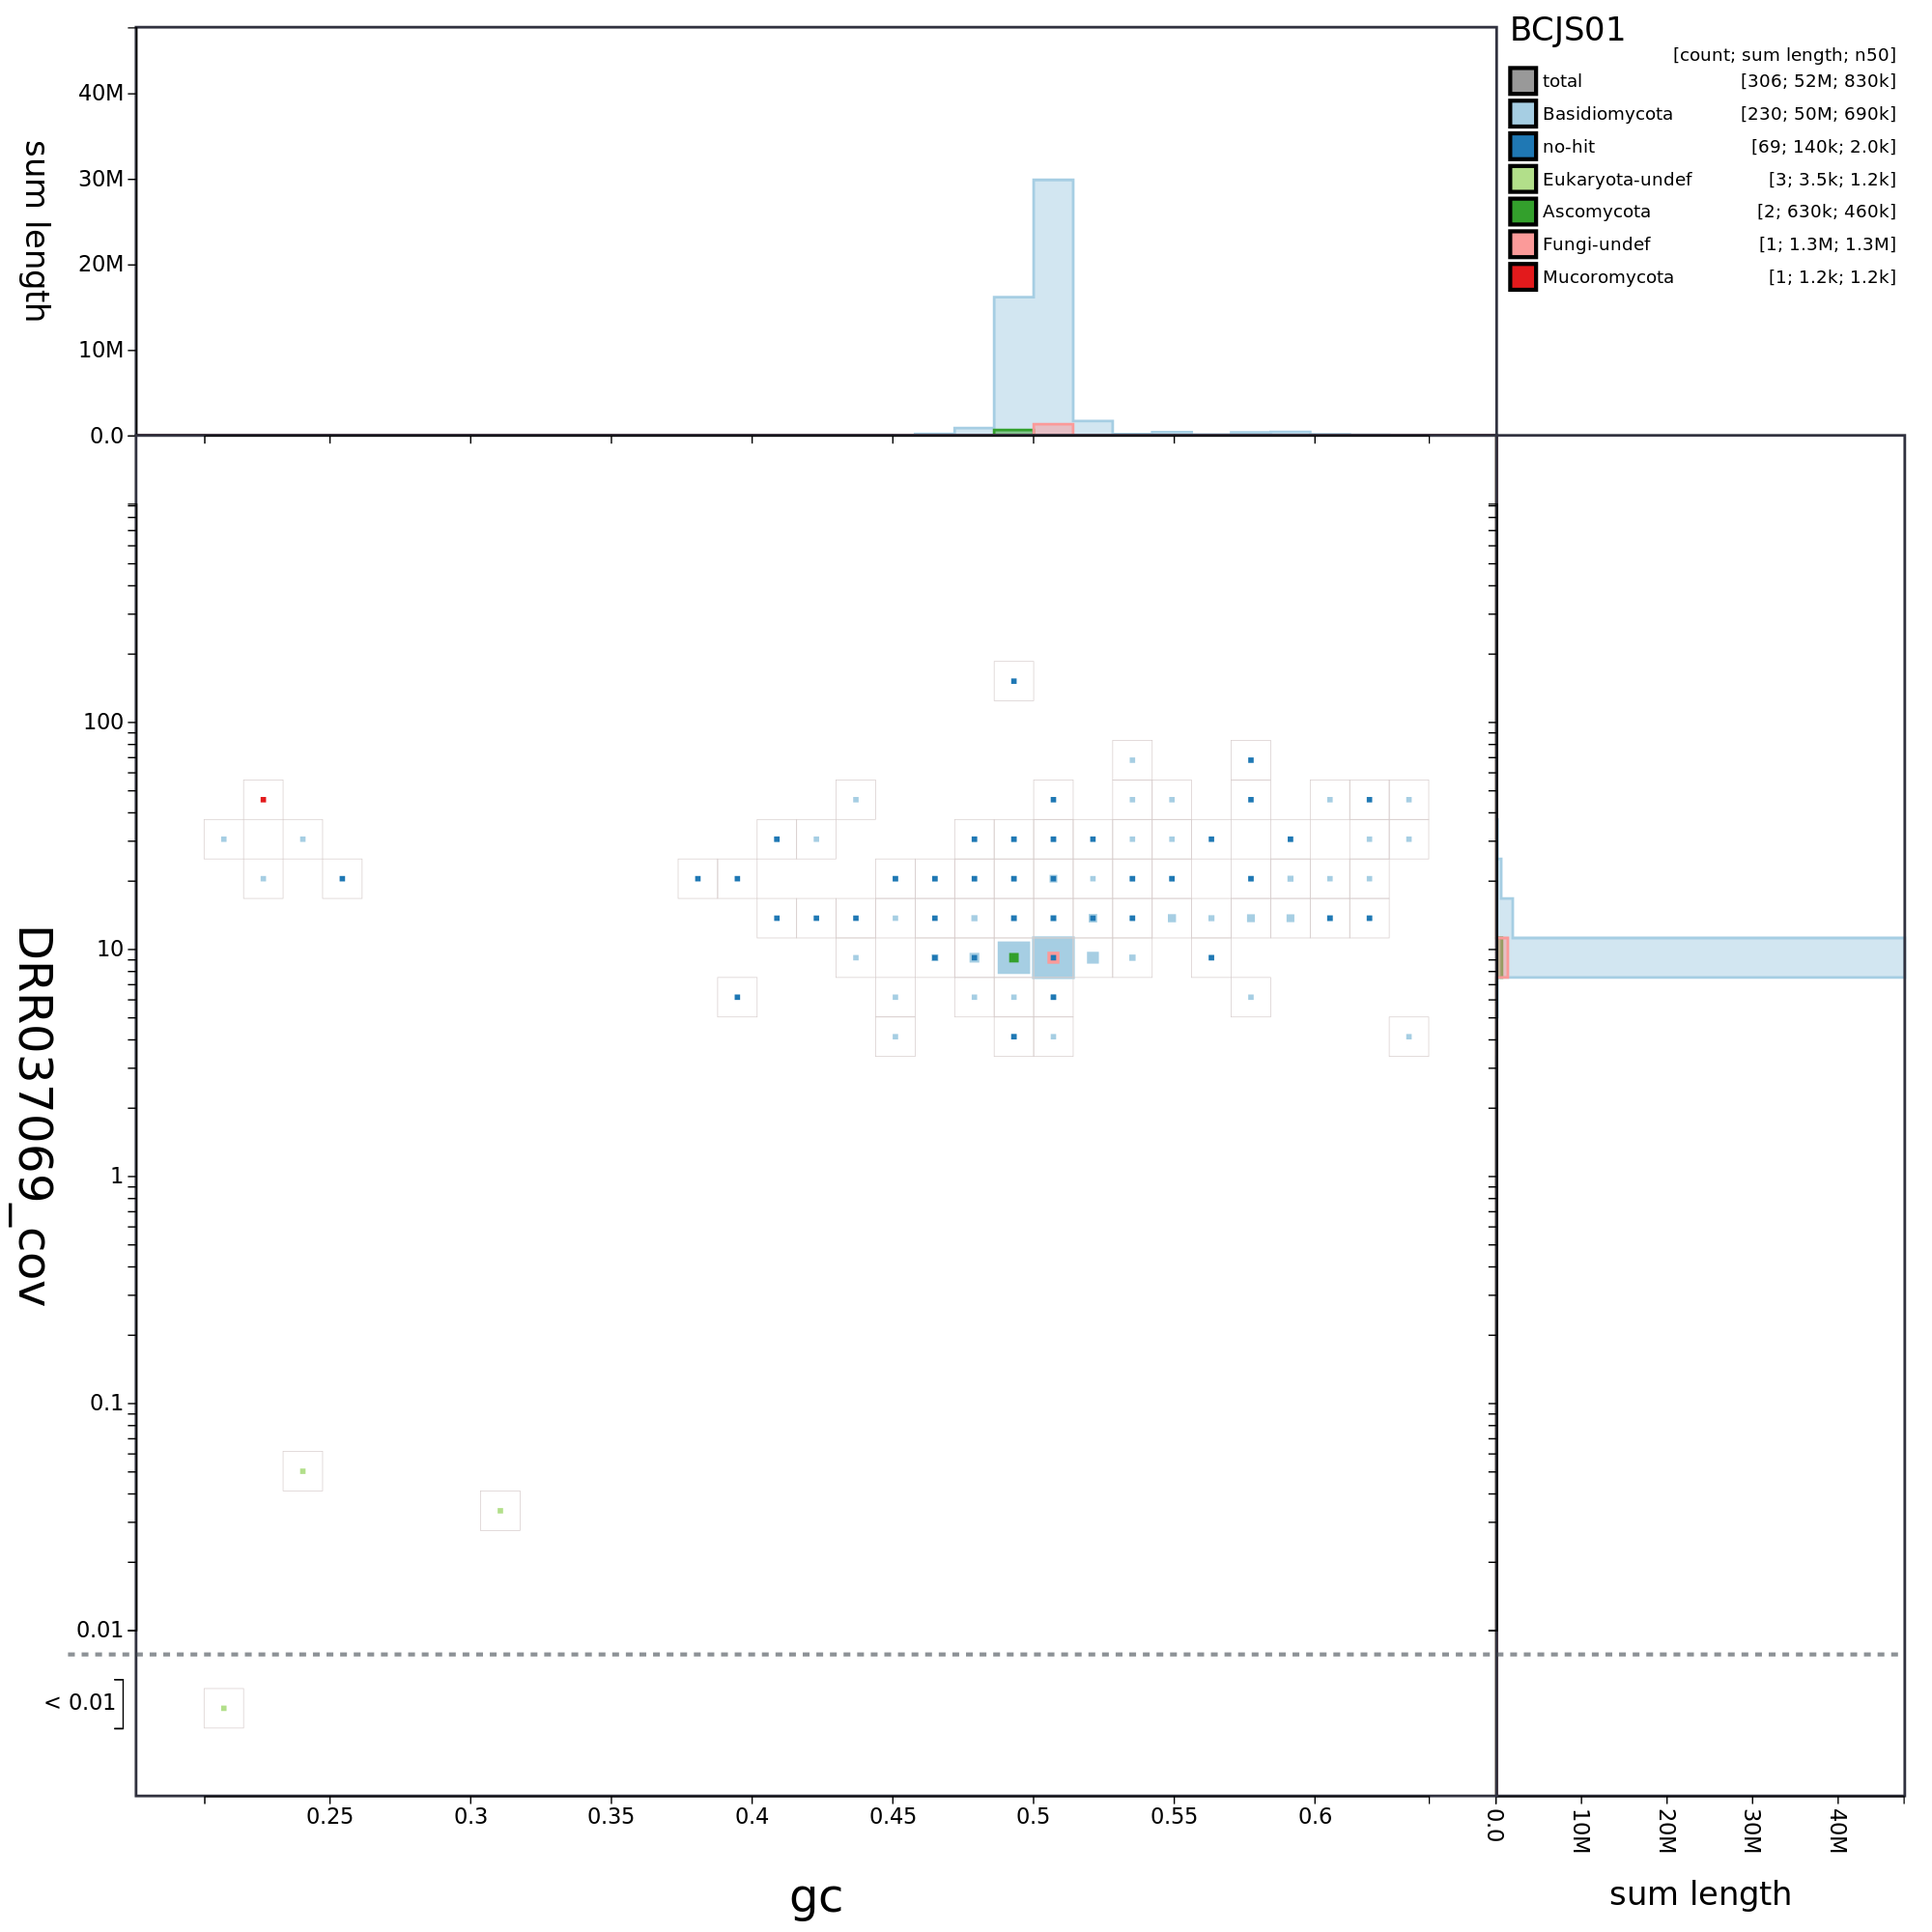 BCJS01
[count; sum length; n50]
total [306; 52M; 830k]
Basidiomycota [230; 50M; 690k]
no-hit [69; 140k; 2.0k]
Eukaryota-undef [3; 3.5k; 1.2k]
Ascomycota [2; 630k; 460k]
Fungi-undef [1; 1.3M; 1.3M]
Mucoromycota [1; 1.2k; 1.2k]
sum length
40M
30M
20M
10M
0.0
DRR037069_cov
100
10
1
0.1
0.01
< 0.01
0.25 0.3 0.35 0.4 0.45 0.5 0.55 0.6
gc
0.0 10M 20M 30M 40M
sum length